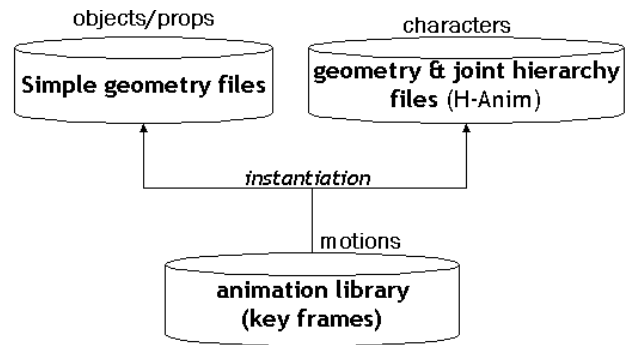 objects/props
characters
Simple geometry files
geometry & joint hierarchy
files (H-Anim)
instantiation
motions
animation library
(key frames)